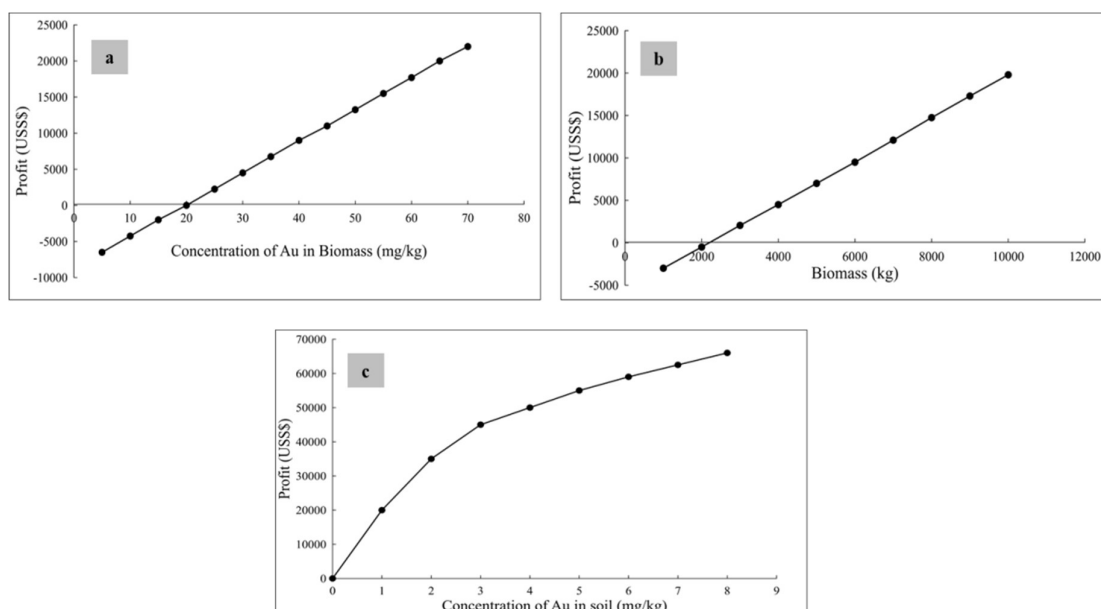 a
25000
20000
15000
10000
5000
0
-5000
-10000
0 10 20 30 40 50 60 70 80
Profit (USS$)
Concentration of Au in Biomass (mg/kg)
b
25000
20000
15000
10000
5000
0
-5000
0 2000 4000 6000 8000 10000 12000
Profit (USS$)
Biomass (kg)
c
70000
60000
50000
40000
30000
20000
10000
0
0 1 2 3 4 5 6 7 8 9
Profit (USS$)
Concentration of Au in soil (mg/kg)